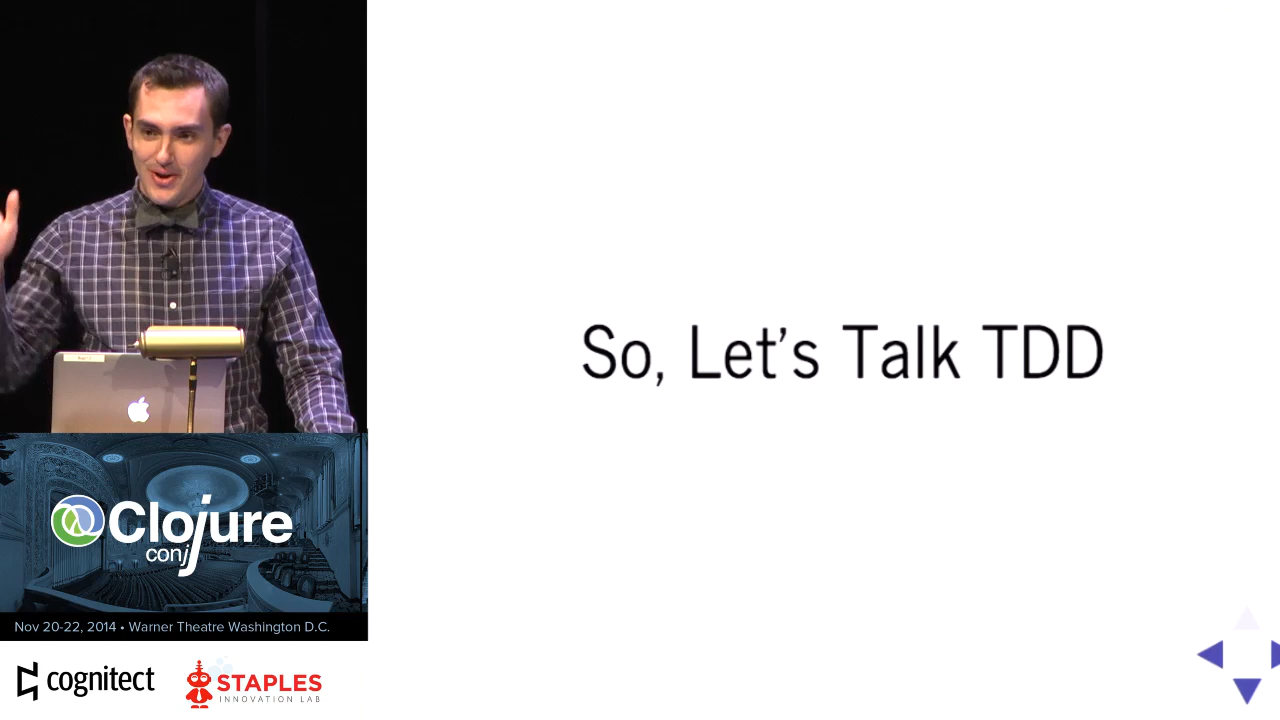 So, Let's Talk TDD
Clojure
conj
Nov 20-22, 2014 • Warner Theatre Washington D.C.
cognitect
STAPLES
INNOVATION LAB